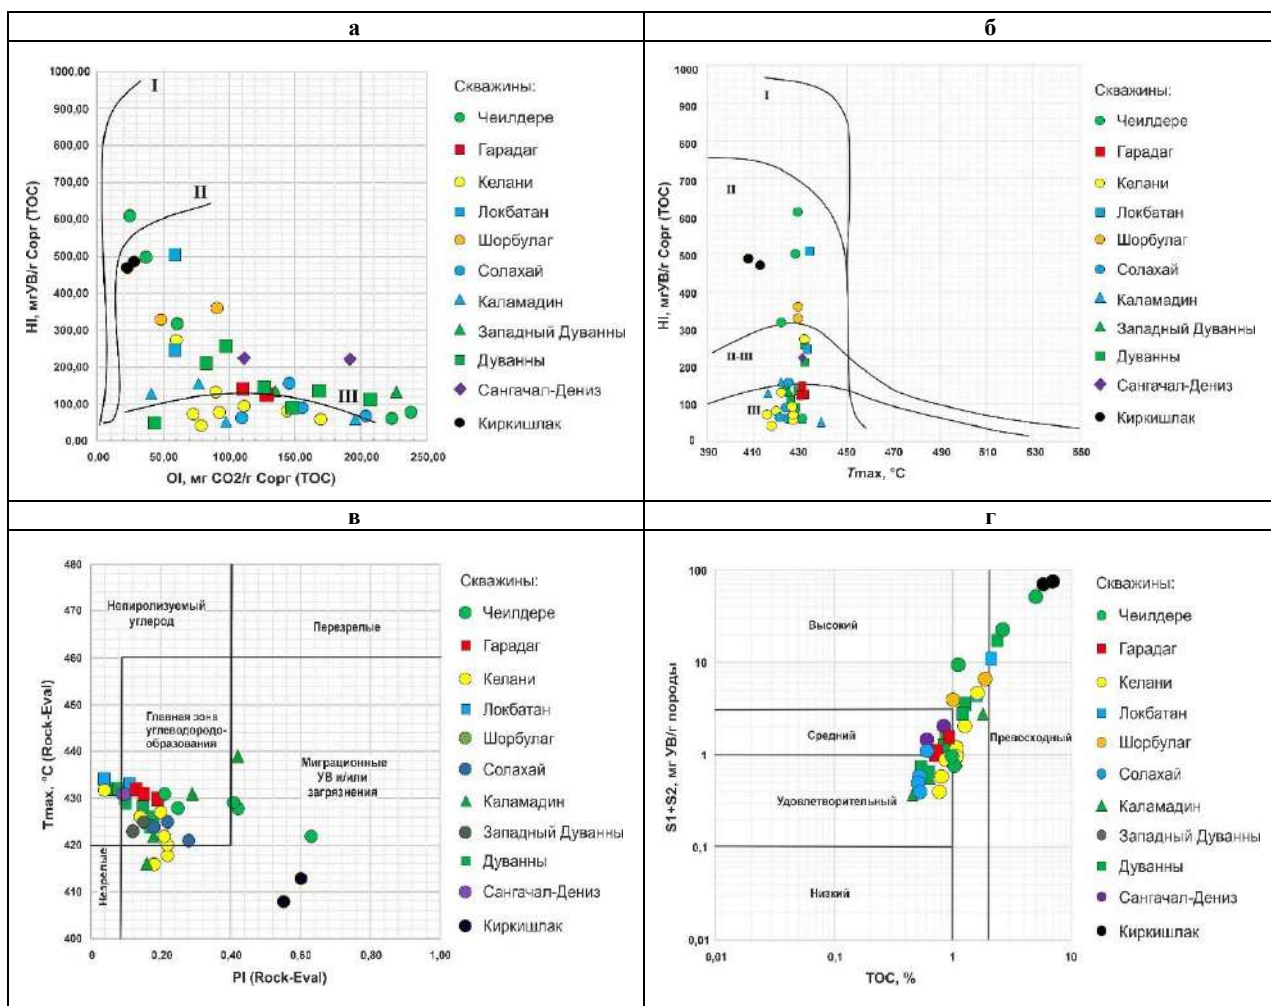 а
б
1000,00
900,00
800,00
700,00
600,00
500,00
400,00
300,00
200,00
100,00
0,00
0,00 50,00 100,00 150,00 200,00 250,00
HI, мгУВ/г Сорг (TOC)
OI, мг CO2/г Сорг (TOC)
I
II
III
Скважины:
Чеилдере
Гарадаг
Келани
Локбатан
Шорбулаг
Солахай
Каламадин
Западный Дуванны
Дуванны
Сангачал-Дениз
Киркишлак
1000
900
800
700
600
500
400
300
200
100
0
390 410 430 450 470 490 510 530 550
HI, мгУВ/г Сорг (TOC)
Tmax, °С
I
II
II-III
III
Скважины:
Чеилдере
Гарадаг
Келани
Локбатан
Шорбулаг
Солахай
Каламадин
Западный Дуванны
Дуванны
Сангачал-Дениз
Киркишлак
в
г
480
470
460
450
440
430
420
410
400
0 0,20 0,40 0,60 0,80 1,00
Tmax, °C (Rock-Eval)
PI (Rock-Eval)
Непиролизуемый
углерод
Перезрелые
Главная зона
углеводородо-
образования
Миграционные
УВ и/или
загрязнения
Незрелые
Скважины:
Чеилдере
Гарадаг
Келани
Локбатан
Шорбулаг
Солахай
Каламадин
Западный Дуванны
Дуванны
Сангачал-Дениз
Киркишлак
100
10
1
0,1
0,01
0,01 0,1 1 10
S1+S2, мг УВ/г породы
TOC, %
Высокий
Средний
Превосходный
Удовлетворительный
Низкий
Скважины:
Чеилдере
Гарадаг
Келани
Локбатан
Шорбулаг
Солахай
Каламадин
Западный Дуванны
Дуванны
Сангачал-Дениз
Киркишлак